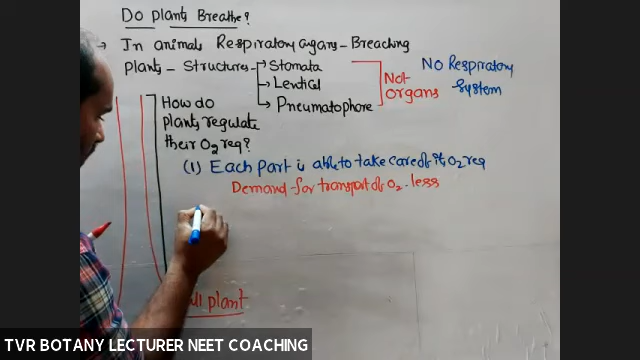 Do Plants Breathe?
→ In animals Respiratory organs - Breaching
Plants - Structures → Stomata
→ Lenticel
→ Pneumatophore
Not
organs
NO Respiratory
system
How do
plants regulate
their O2 req?
(1) Each Part is able to take care of its O2 req
Demand for transport of O2 - less
plant
TVR BOTANY LECTURER NEET COACHING